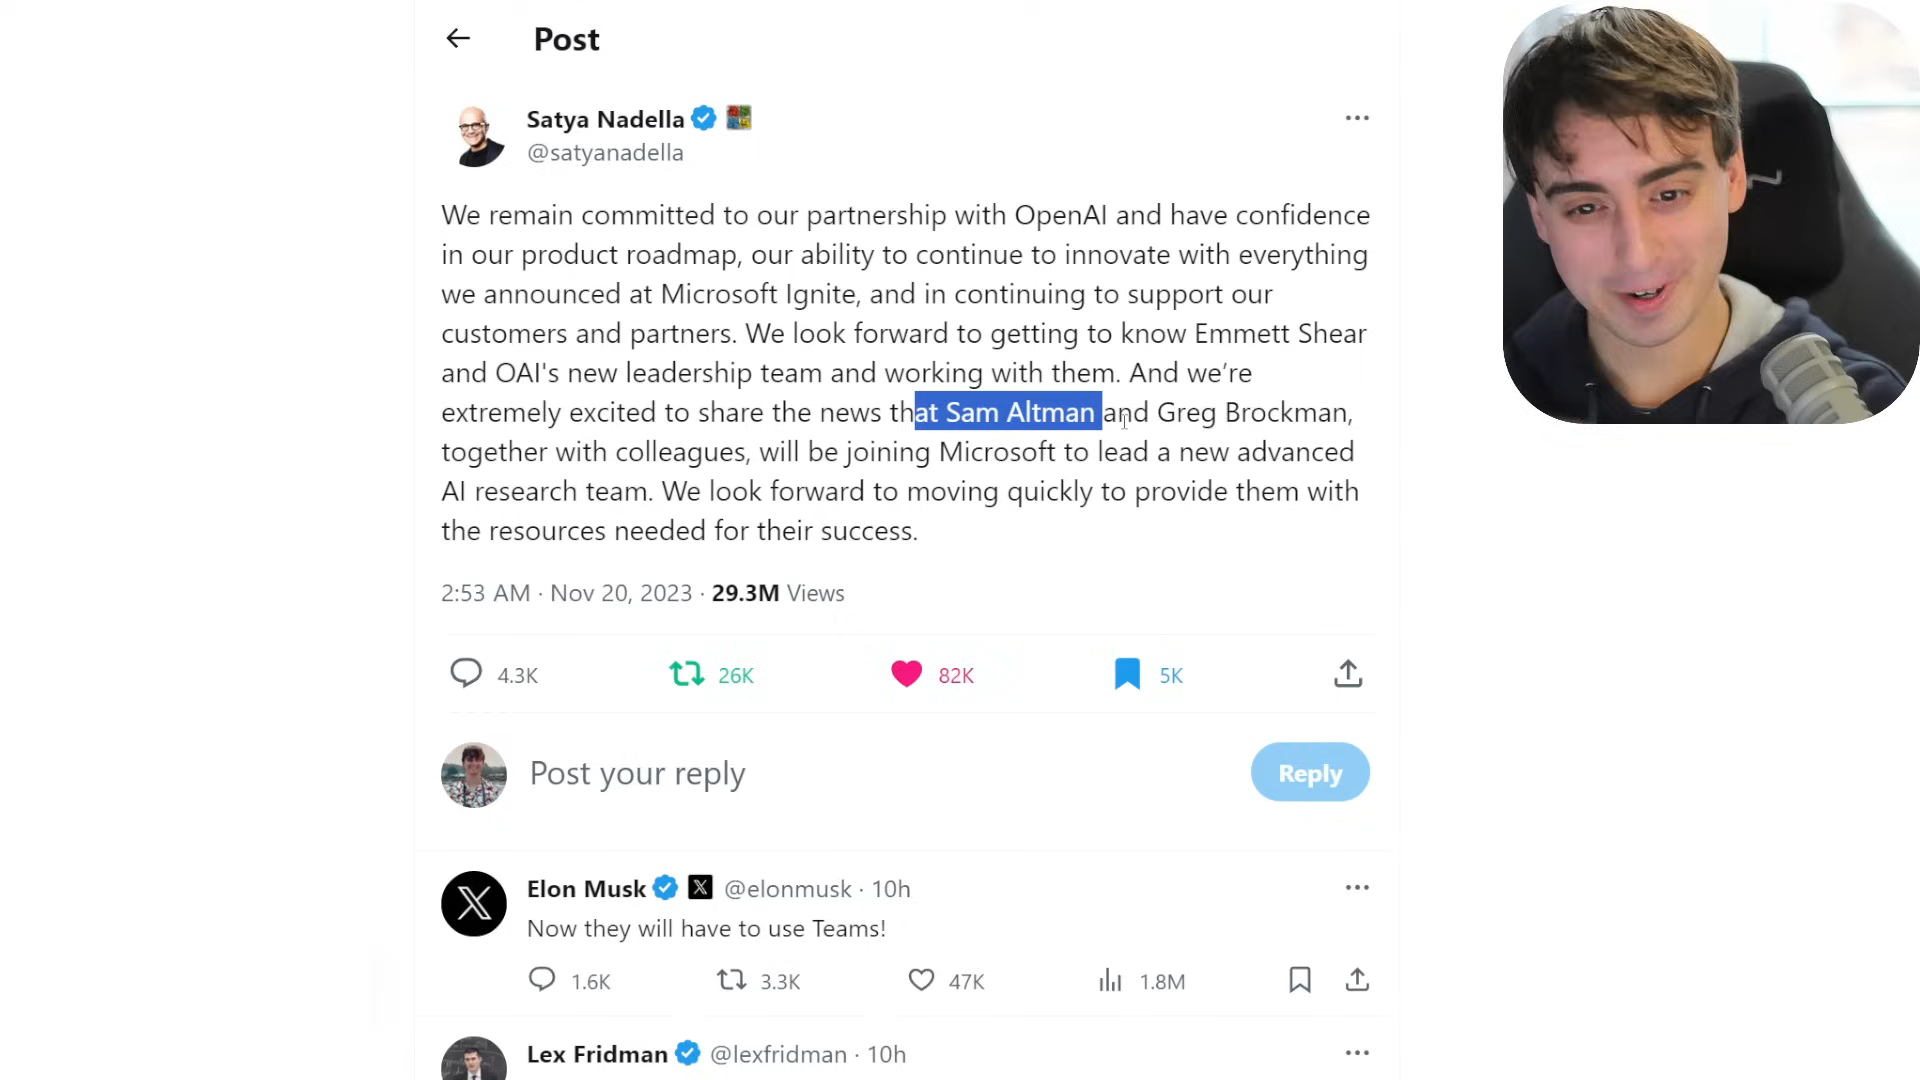 Post
Satya Nadella
@satyanadella
We remain committed to our partnership with OpenAI and have confidence
in our product roadmap, our ability to continue to innovate with everything
we announced at Microsoft Ignite, and in continuing to support our
customers and partners. We look forward to getting to know Emmett Shear
and OAI's new leadership team and working with them. And we’re
extremely excited to share the news that Sam Altman and Greg Brockman,
together with colleagues, will be joining Microsoft to lead a new advanced
AI research team. We look forward to moving quickly to provide them with
the resources needed for their success.
2:53 AM · Nov 20, 2023 · 29.3M Views
4.3K 26K 82K 5K
Post your reply Reply
Elon Musk @elonmusk · 10h
Now they will have to use Teams!
1.6K 3.3K 47K 1.8M
Lex Fridman @lexfridman · 10h